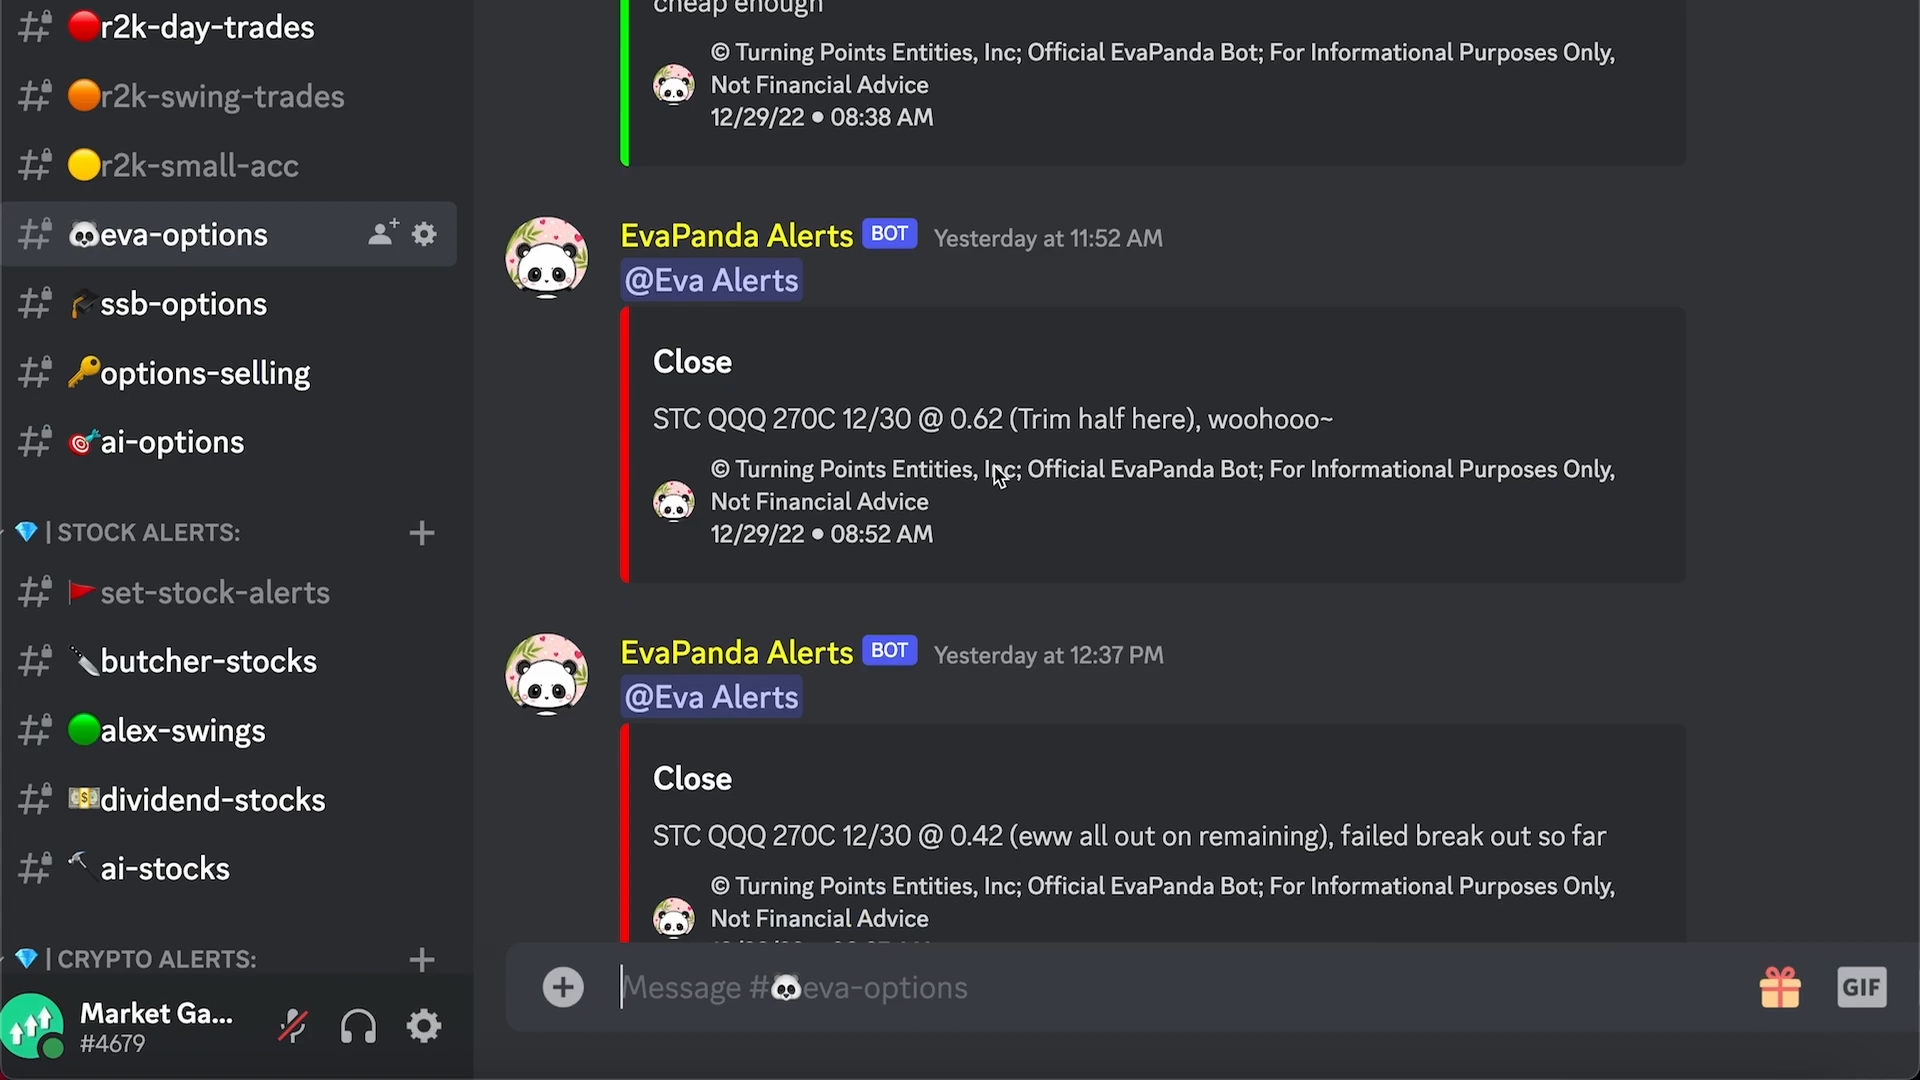 r2k-day-trades
r2k-swing-trades
r2k-small-acc
eva-options
ssb-options
options-selling
ai-options
| STOCK ALERTS:
set-stock-alerts
butcher-stocks
alex-swings
dividend-stocks
ai-stocks
| CRYPTO ALERTS:
Market Ga...
#4679
cheap enough
© Turning Points Entities, Inc; Official EvaPanda Bot; For Informational Purposes Only,
Not Financial Advice
12/29/22 • 08:38 AM
EvaPanda Alerts BOT Yesterday at 11:52 AM
@Eva Alerts
Close
STC QQQ 270C 12/30 @ 0.62 (Trim half here), woohooo~
© Turning Points Entities, Inc; Official EvaPanda Bot; For Informational Purposes Only,
Not Financial Advice
12/29/22 • 08:52 AM
EvaPanda Alerts BOT Yesterday at 12:37 PM
@Eva Alerts
Close
STC QQQ 270C 12/30 @ 0.42 (eww all out on remaining), failed break out so far
© Turning Points Entities, Inc; Official EvaPanda Bot; For Informational Purposes Only,
Not Financial Advice
Message #🐼eva-options
GIF